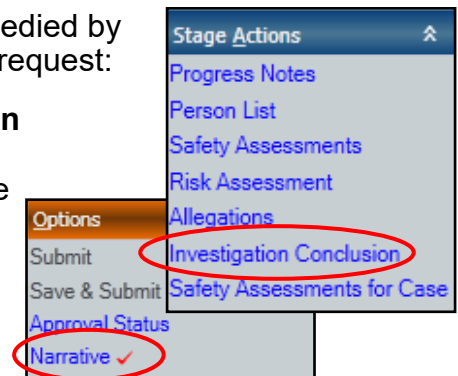 edied by
request:
n
e
Stage Actions
Progress Notes
Person List
Safety Assessments
Risk Assessment
Allegations
Investigation Conclusion
Safety Assessments for Case
Options
Submit
Save & Submit
Approval Status
Narrative ✓